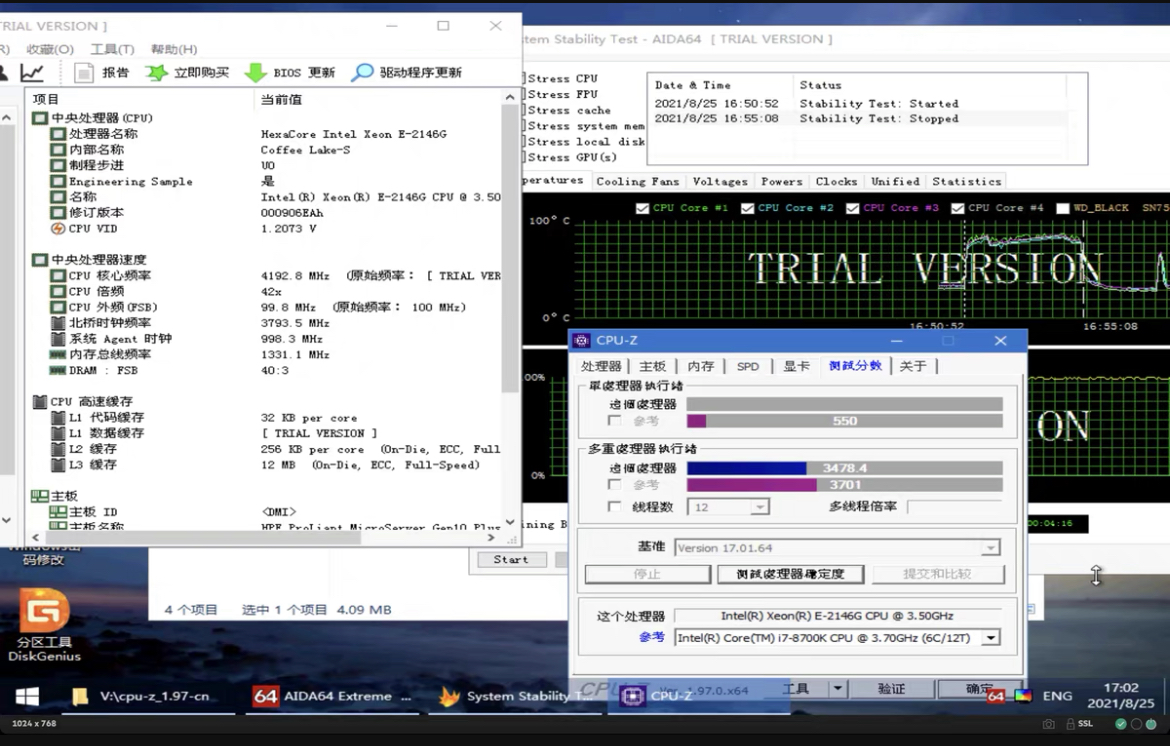 TRIAL VERSION ]
收藏(O) 工具(T) 帮助(H)
报告 立即购买 BIOS 更新 驱动程序更新
项目 当前值
中央处理器(CPU)
处理器名称 HexaCore Intel Xeon E-2146G
内部名称 Coffee Lake-S
制程步进 U0
Engineering Sample 是
名称 Intel(R) Xeon(R) E-2146G CPU @ 3.50
修订版本 000906EAh
CPU VID 1.2073 V
中央处理器速度
CPU 核心频率 4192.8 MHz (原始频率： [ TRIAL VER
CPU 倍频 42x
CPU 外频(FSB) 99.8 MHz (原始频率： 100 MHz)
北桥时钟频率 3793.5 MHz
系统 Agent 时钟 998.3 MHz
内存总线频率 1331.1 MHz
DRAM : FSB 40:3
CPU 高速缓存
L1 代码缓存 32 KB per core
L1 数据缓存 [ TRIAL VERSION ]
L2 缓存 256 KB per core (On-Die, ECC, Full
L3 缓存 12 MB (On-Die, ECC, Full-Speed)
主板
主板 ID <DMI>
主板名称 HPE ProLiant MicroServer Gen10 Plus
tem Stability Test - AIDA64 [ TRIAL VERSION ]
Stress CPU
Stress FPU
Stress cache
Stress system mem
Stress local disk
Stress GPU(s)
Date & Time Status
2021/8/25 16:50:52 Stability Test: Started
2021/8/25 16:55:08 Stability Test: Stopped
peratures Cooling Fans Voltages Powers Clocks Unified Statistics
CPU Core #1 CPU Core #2 CPU Core #3 CPU Core #4 WD_BLACK SN75
100° C
TRIAL VERSION
0° C
16:50:52 16:55:08
00%
ION
0%
ning B
00:04:16
Start
CPU-Z
处理器 主板 内存 SPD 显卡 测试分数 关于
單處理器執行緒
這個處理器
参考 550
多重處理器執行緒
這個處理器 3478.4
参考 3701
线程数 12 多线程倍率
基准 Version 17.01.64
停止 测试處理器穩定度 提交和比较
这个处理器 Intel(R) Xeon(R) E-2146G CPU @ 3.50GHz
参考 Intel(R) Core(TM) i7-8700K CPU @ 3.70GHz (6C/12T)
CPU-Z Ver. 1.97.0.x64 工具 验证 确定
码修改
4 个项目 选中 1 个项目 4.09 MB
分区工具
DiskGenius
V:\cpu-z_1.97-cn... 64 AIDA64 Extreme ... System Stability T... CPU-Z 64 ENG 17:02
2021/8/25
1024 x 768 SSL